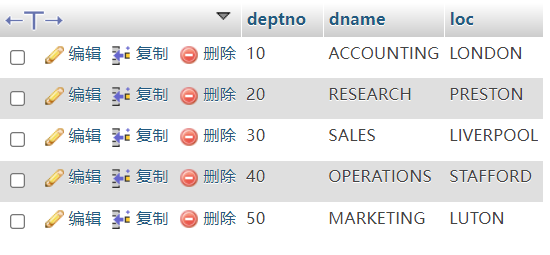 deptno dname loc
编辑 复制 删除 10 ACCOUNTING LONDON
编辑 复制 删除 20 RESEARCH PRESTON
编辑 复制 删除 30 SALES LIVERPOOL
编辑 复制 删除 40 OPERATIONS STAFFORD
编辑 复制 删除 50 MARKETING LUTON